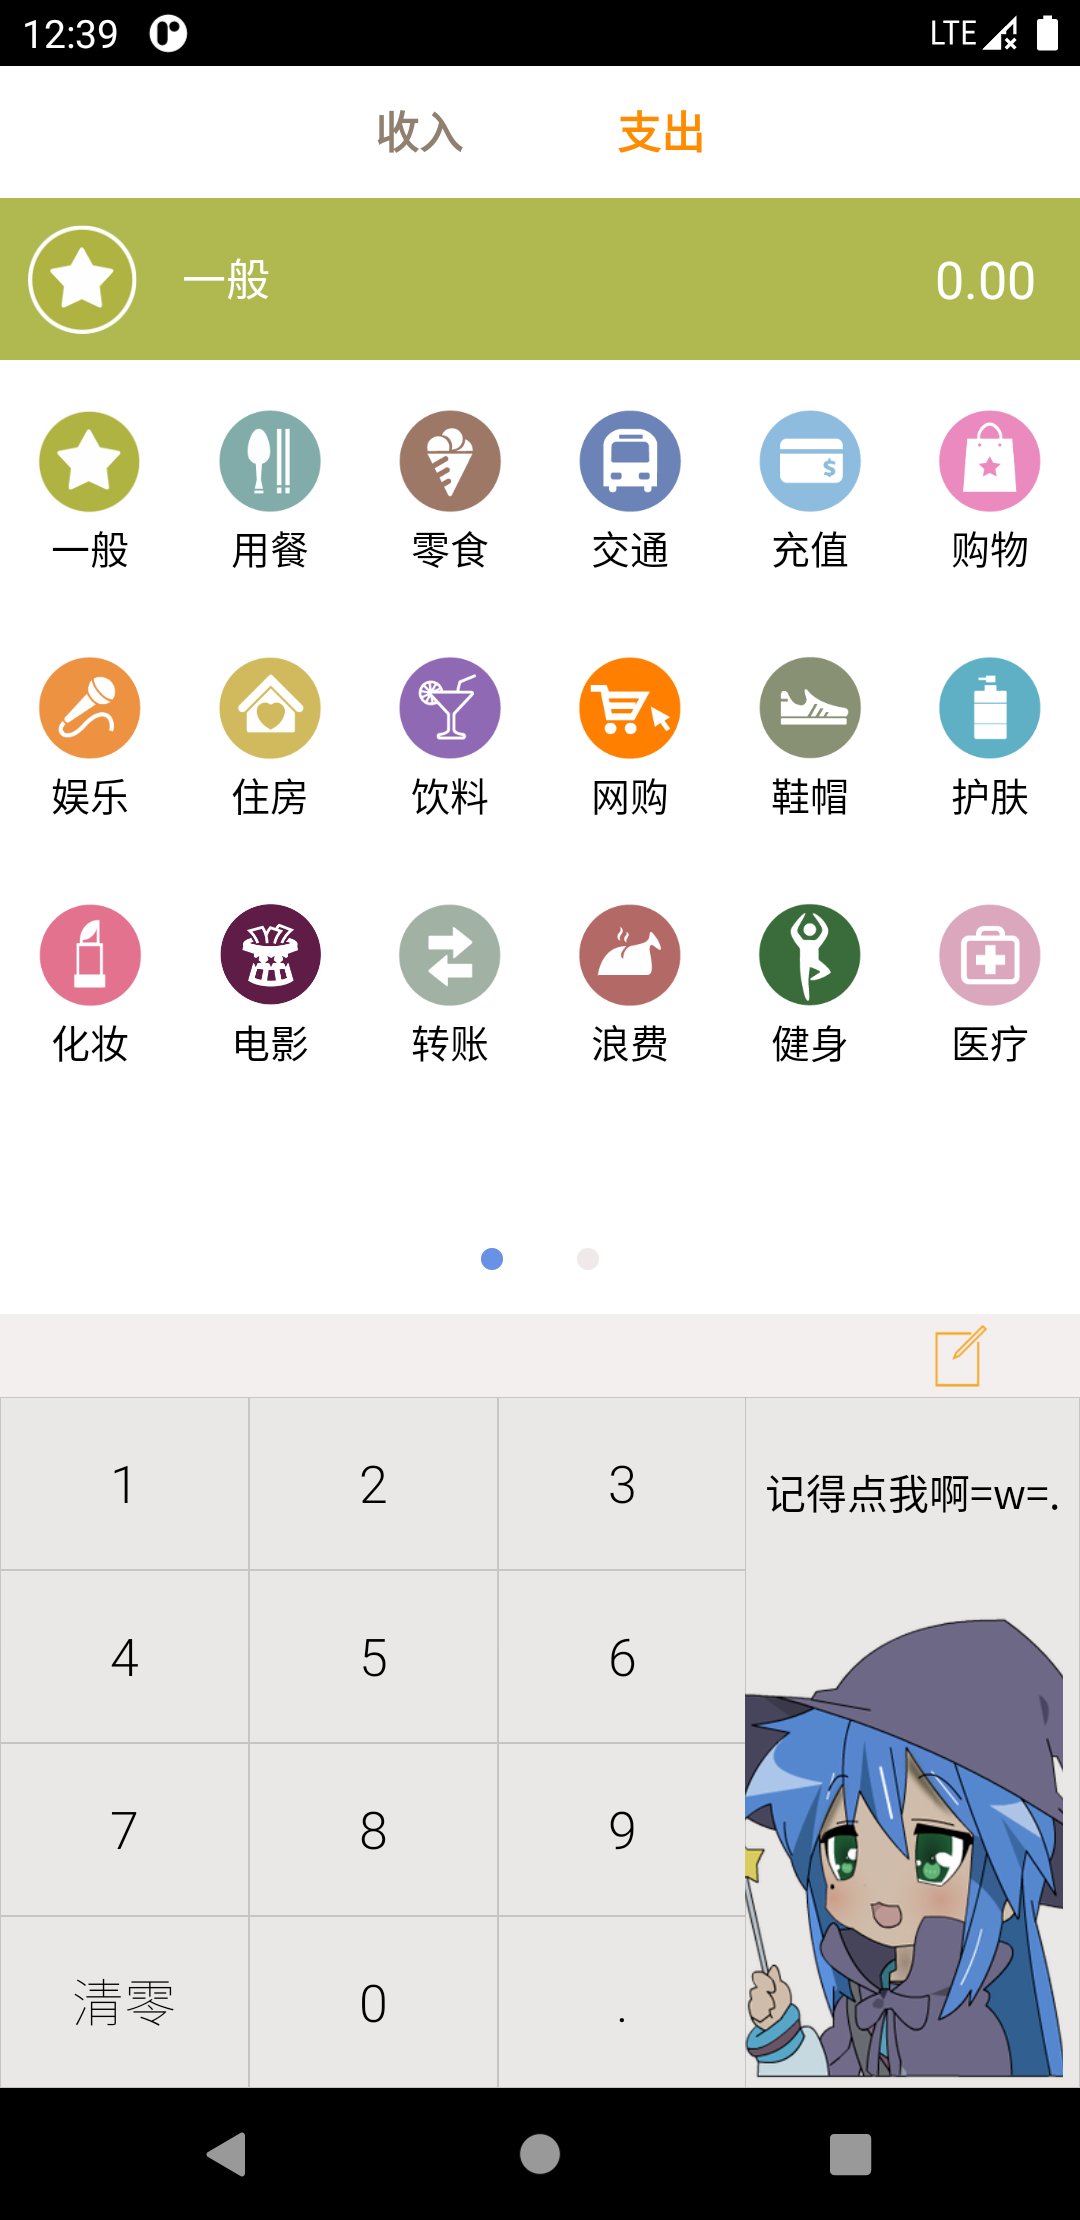 12:39 LTE
收入 支出
一般 0.00
一般 用餐 零食 交通 充值 购物
娱乐 住房 饮料 网购 鞋帽 护肤
化妆 电影 转账 浪费 健身 医疗
1 2 3 记得点我啊=w=.
4 5 6
7 8 9
清零 0 .